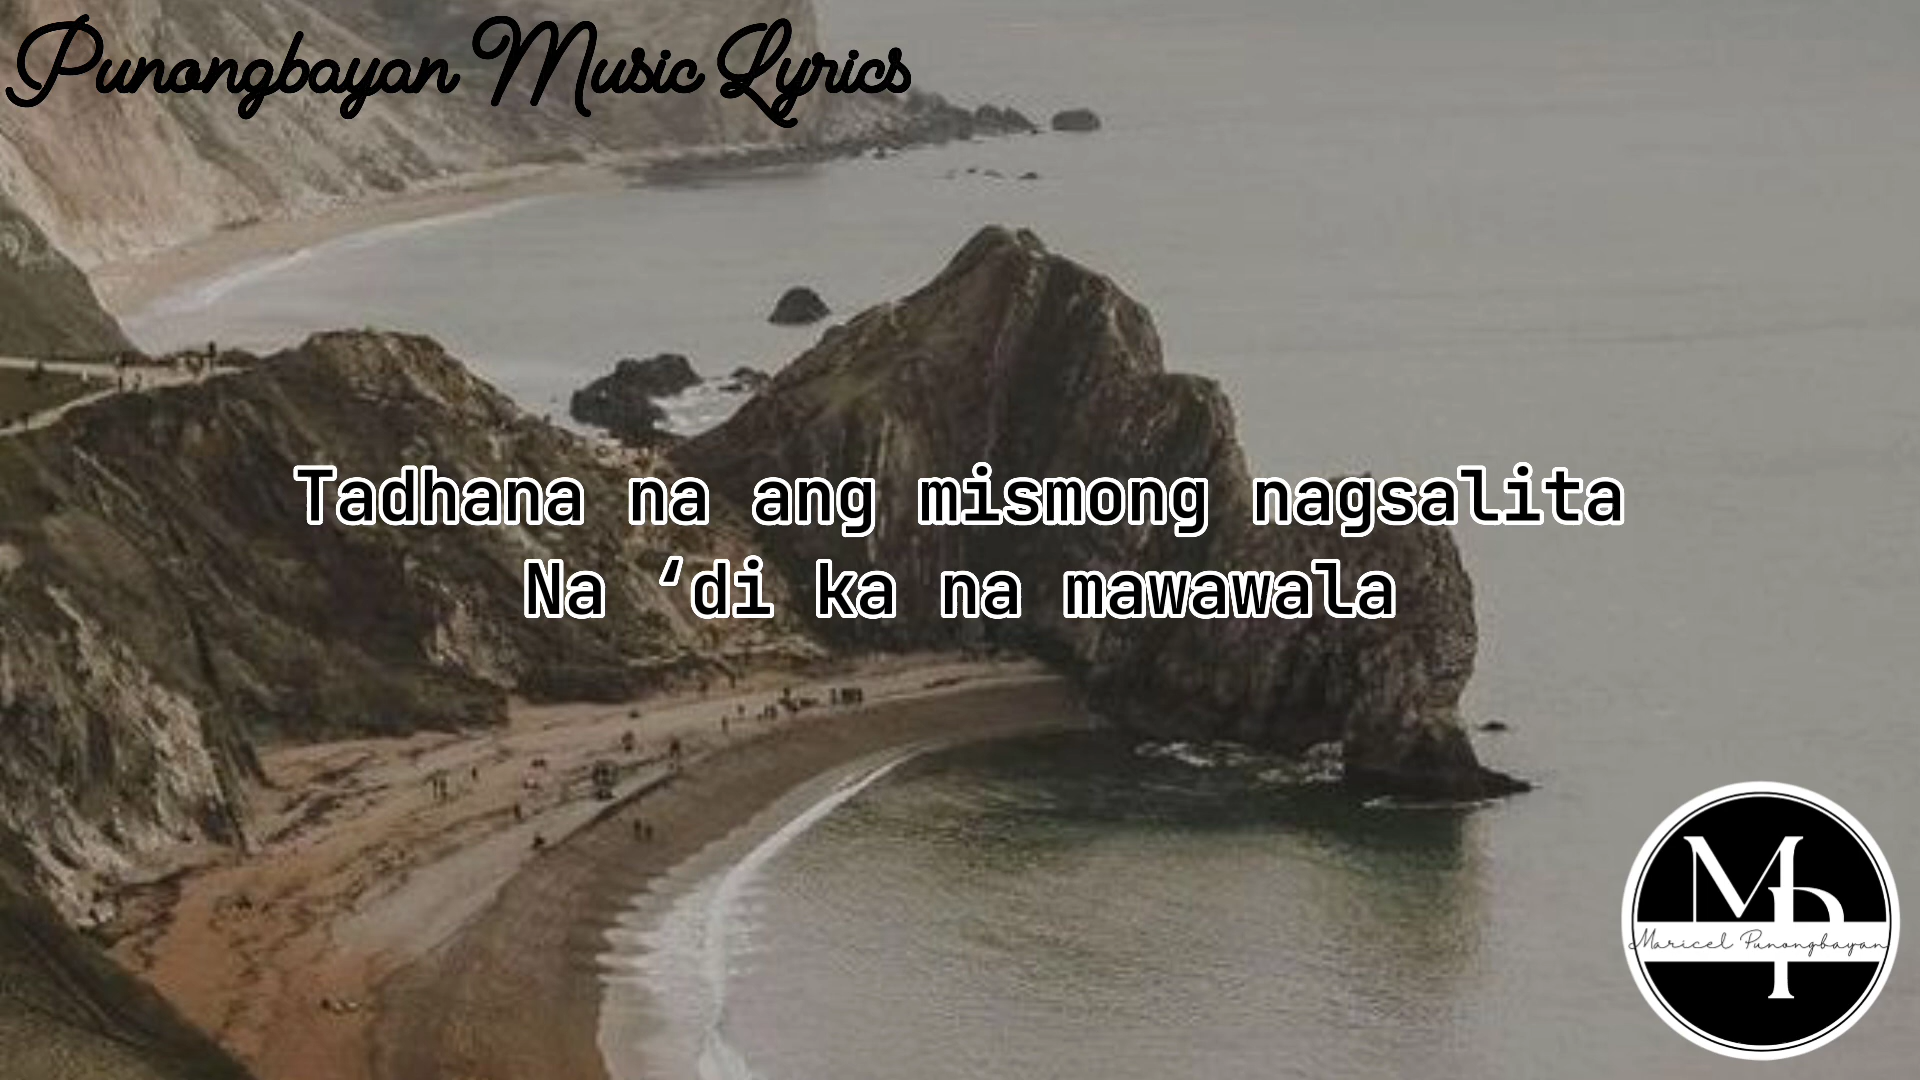 Punongbayan Music Lyrics
Tadhana na ang mismong nagsalita
Na ‘di ka na mawawala
MP
Maricel Punongbayan